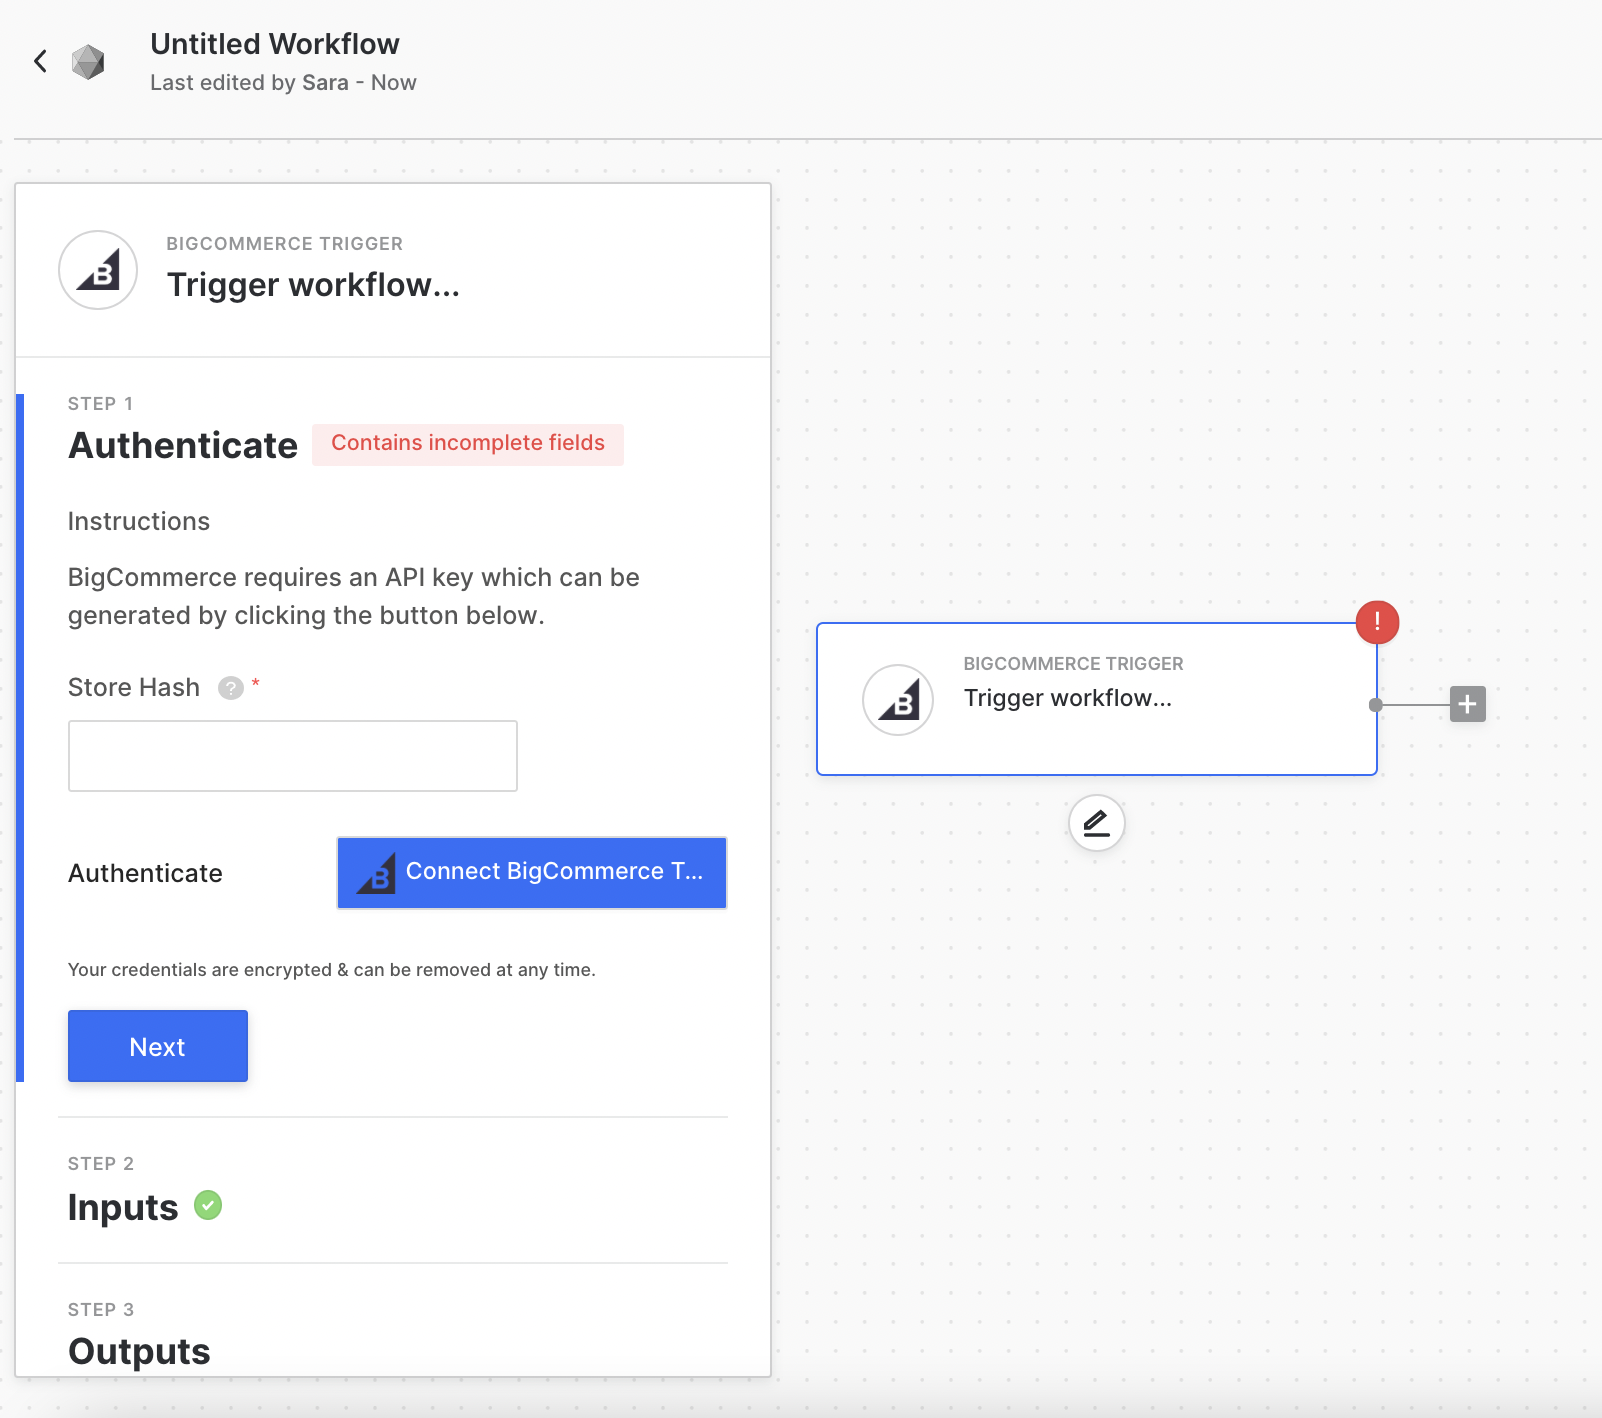 Untitled Workflow
Last edited by Sara - Now
BIGCOMMERCE TRIGGER
Trigger workflow...
STEP 1
Authenticate
Contains incomplete fields
Instructions
BigCommerce requires an API key which can be
generated by clicking the button below.
Store Hash ? *
Authenticate
B Connect BigCommerce T...
Your credentials are encrypted & can be removed at any time.
Next
STEP 2
Inputs
STEP 3
Outputs
!
BIGCOMMERCE TRIGGER
B
Trigger workflow...
+